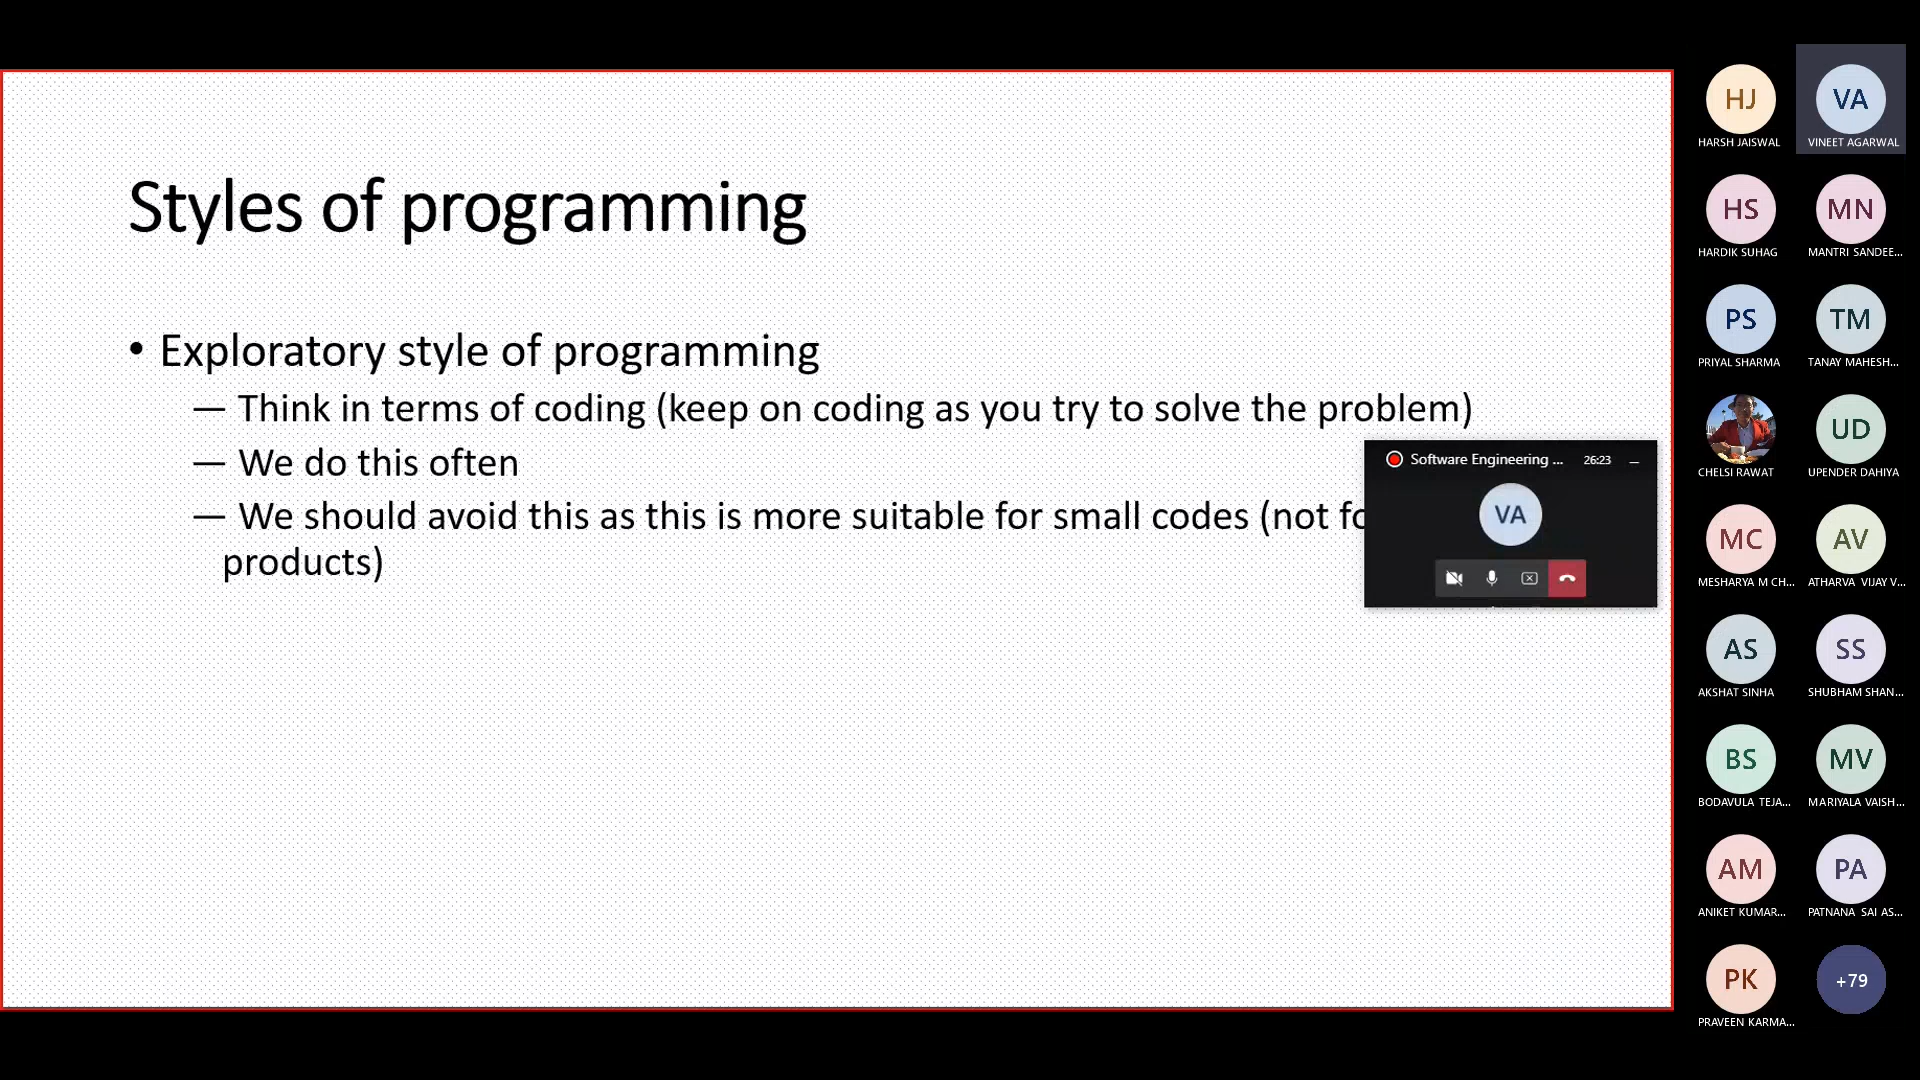 Styles of programming
• Exploratory style of programming
— Think in terms of coding (keep on coding as you try to solve the problem)
— We do this often
— We should avoid this as this is more suitable for small codes (not
products)
Software Engineering ... 26:23
VA
HJ
HARSH JAISWAL
VA
VINEET AGARWAL
HS
HARDIK SUHAG
MN
MANTRI SANDEE...
PS
PRIYAL SHARMA
TM
TANAY MAHESH...
CHELSI RAWAT
UD
UPENDER DAHIYA
MC
MESHARYA M CH...
AV
ATHARVA VIJAY V...
AS
AKSHAT SINHA
SS
SHUBHAM SHAN...
BS
BODAVULA TEJA...
MV
MARIYALA VAISH...
AM
ANIKET KUMAR...
PA
PATNANA SAI AS...
PK
PRAVEEN KARMA...
+79